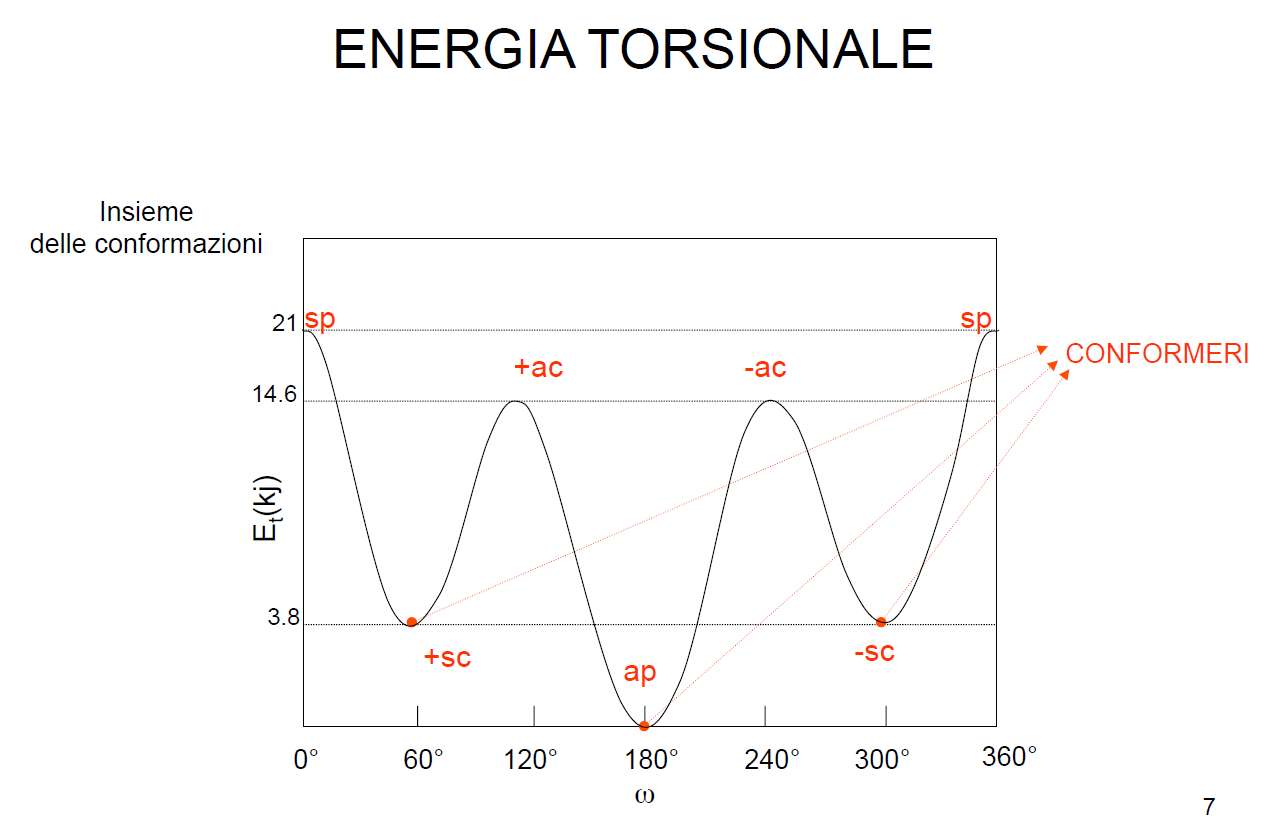 ENERGIA TORSIONALE
Insieme
delle conformazioni
21
sp
sp
CONFORMERI
+ac
-ac
14.6
Et(kj)
3.8
+sc
ap
-sc
0°
60°
120°
180°
240°
300°
360°
ω
7